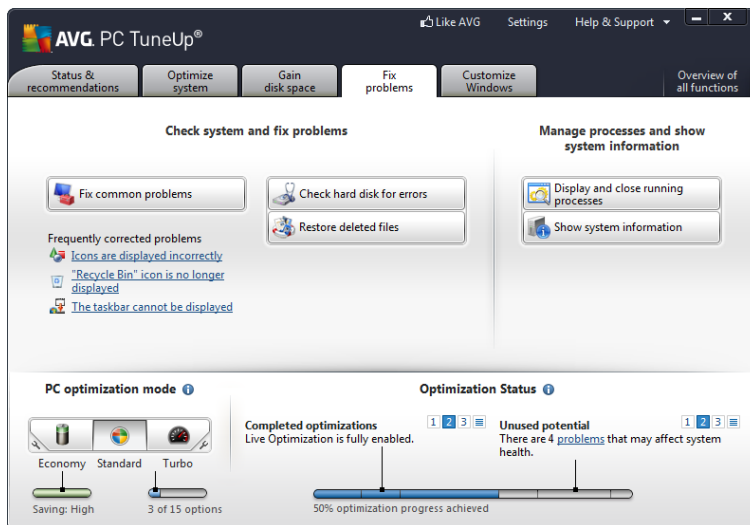 Like AVG Settings Help & Support
AVG. PC TuneUp®
Status &
recommendations
Optimize
system
Gain
disk space
Fix
problems
Customize
Windows
Overview of
all functions
Check system and fix problems
Fix common problems
Check hard disk for errors
Restore deleted files
Frequently corrected problems
Icons are displayed incorrectly
"Recycle Bin" icon is no longer
displayed
The taskbar cannot be displayed
Manage processes and show
system information
Display and close running
processes
Show system information
PC optimization mode
Economy Standard Turbo
Saving: High
3 of 15 options
Optimization Status
Completed optimizations
1 2 3
Live Optimization is fully enabled.
Unused potential
1 2 3
There are 4 problems that may affect system
health.
50% optimization progress achieved